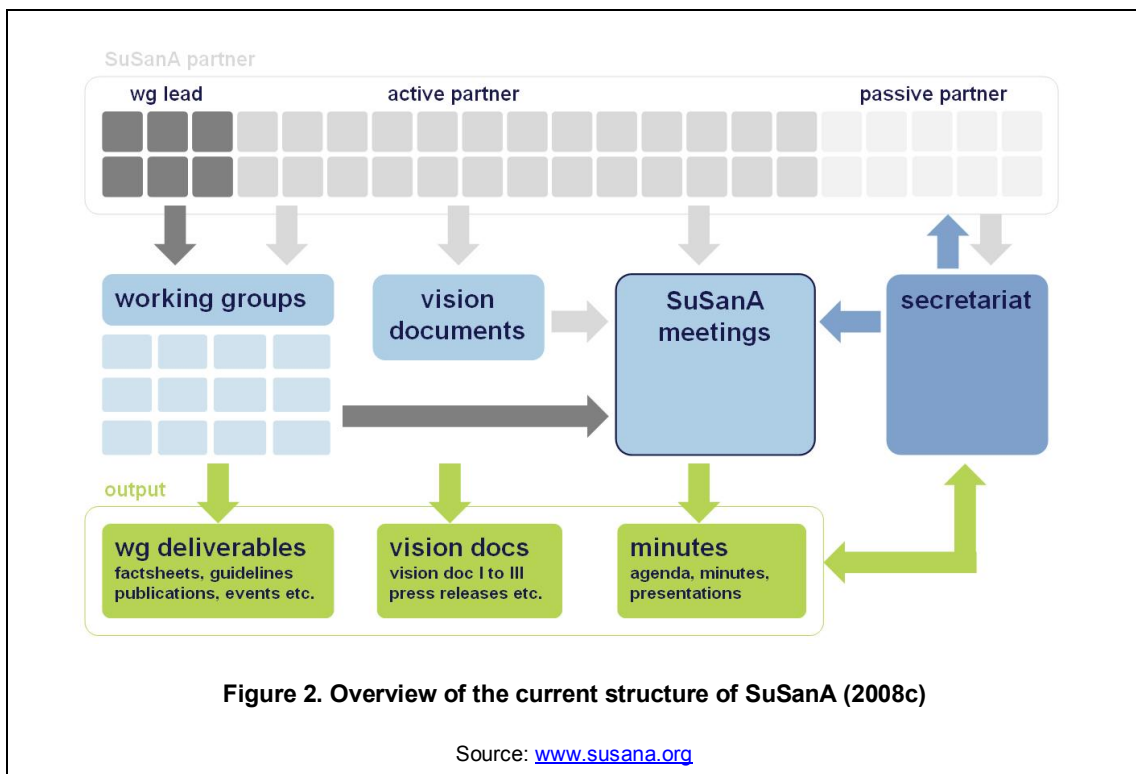 SuSanA partner
wg lead
active partner
passive partner
working groups
vision
documents
SuSanA
meetings
secretariat
output
wg deliverables
factsheets, guidelines
publications, events etc.
vision docs
vision doc I to III
press releases etc.
minutes
agenda, minutes,
presentations
Figure 2. Overview of the current structure of SuSanA (2008c)
Source: www.susana.org